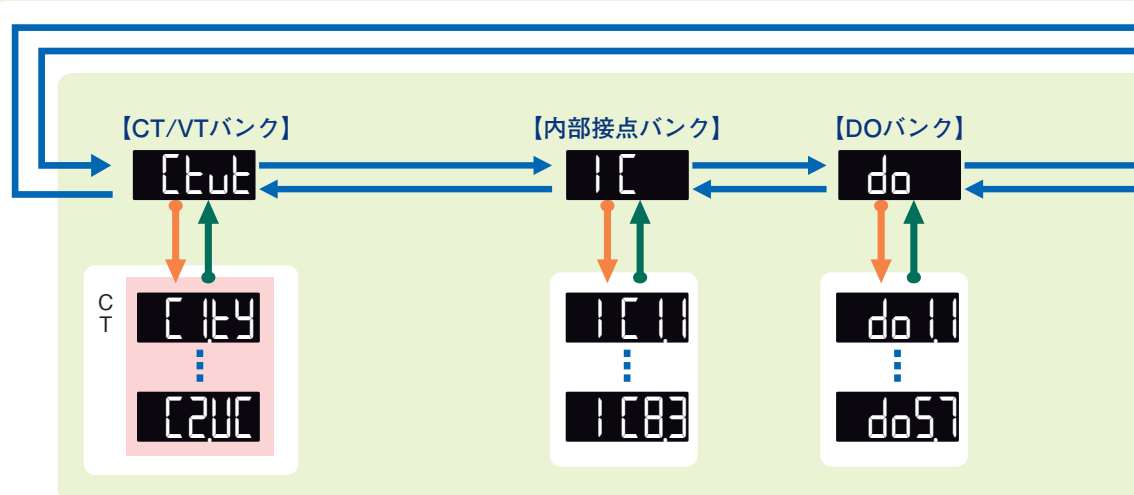 【CT/VTバンク】
【内部接点バンク】
【DOバンク】
Ctvt
IC
do
C
T
C1.tY
IC1.1
do1.1
C2.UC
IC8.3
do5.7